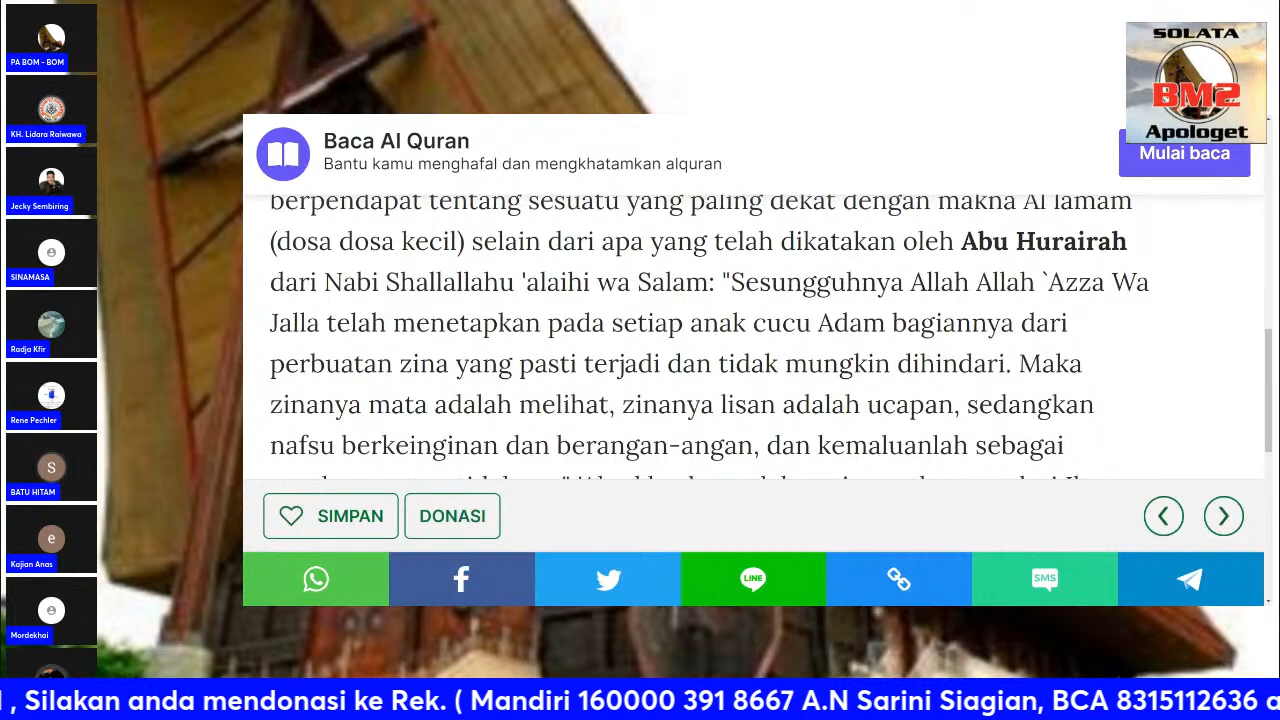 PA BOM - BOM
KH. Lidara Raiwawa
Jecky Sembiring
SINAMASA
Radja Kfir
Rene Pechler
S
BATU HITAM
e
Kajian Anas
Mordekhai
SOLATA
BM2
Apologet
Baca Al Quran
Bantu kamu menghafal dan mengkhatamkan alquran
Mulai baca
berpendapat tentang sesuatu yang paling dekat dengan makna Al lamam
(dosa dosa kecil) selain dari apa yang telah dikatakan oleh Abu Hurairah
dari Nabi Shallallahu 'alaihi wa Salam: "Sesungguhnya Allah Allah `Azza Wa
Jalla telah menetapkan pada setiap anak cucu Adam bagiannya dari
perbuatan zina yang pasti terjadi dan tidak mungkin dihindari. Maka
zinanya mata adalah melihat, zinanya lisan adalah ucapan, sedangkan
nafsu berkeinginan dan berangan-angan, dan kemaluanlah sebagai
SIMPAN
DONASI
LINE
SMS
, Silakan anda mendonasi ke Rek. ( Mandiri 160000 391 8667 A.N Sarini Siagian, BCA 8315112636